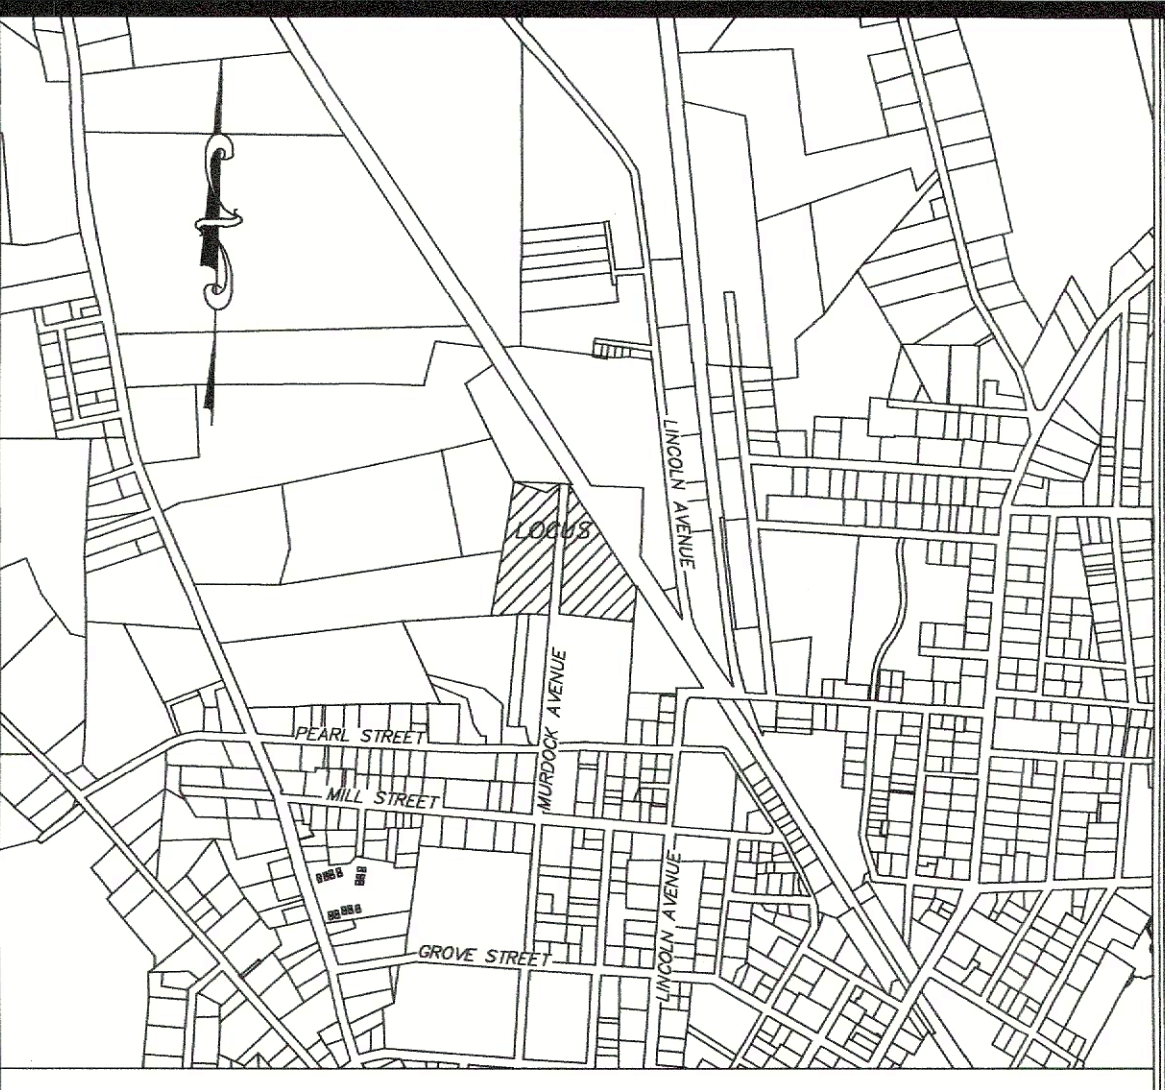 LINCOLN AVENUE
LOCUS
MURDOCK AVENUE
PEARL STREET
MILL STREET
LINCOLN AVENUE
GROVE STREET